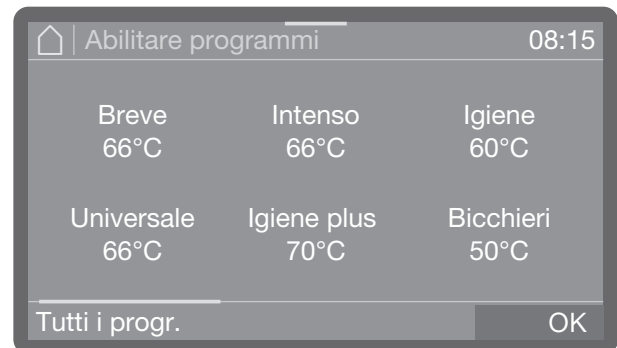 Abilitare programmi 08:15
Breve Intenso Igiene
66°C 66°C 60°C
Universale Igiene plus Bicchieri
66°C 70°C 50°C
Tutti i progr. OK